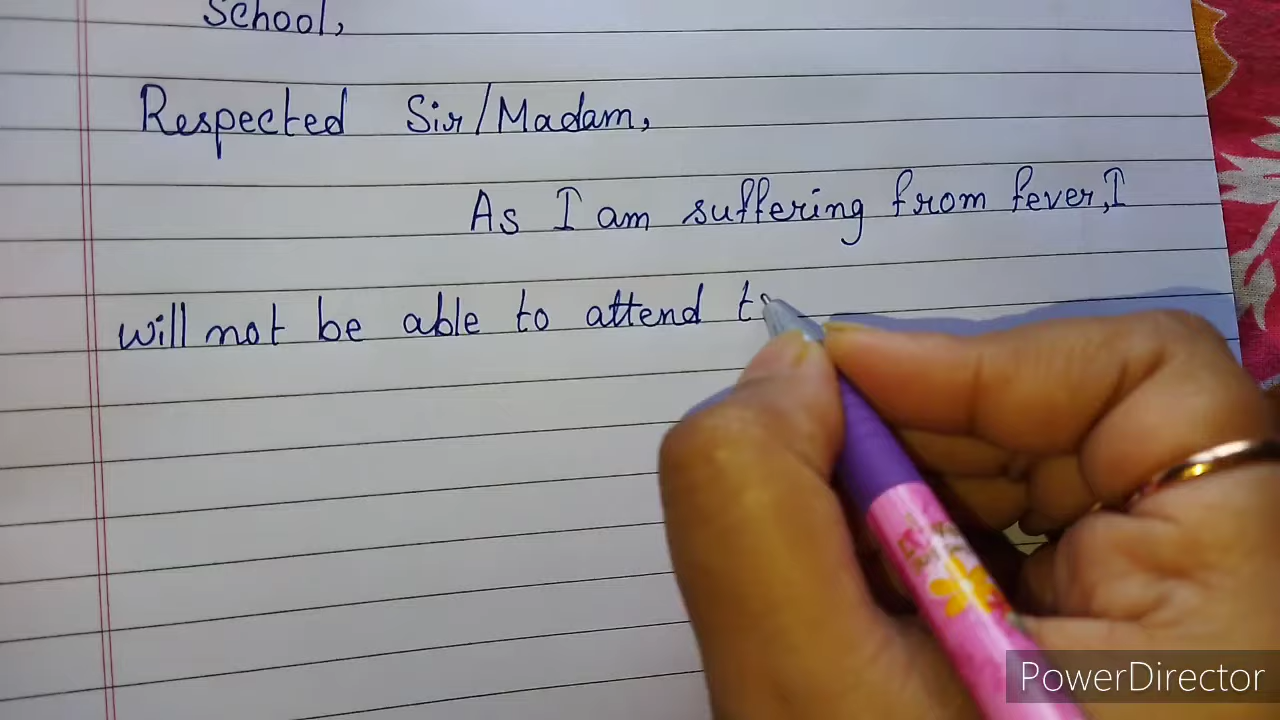 School,
Respected Sir/Madam,
As I am suffering from fever, I
will not be able to attend
PowerDirector